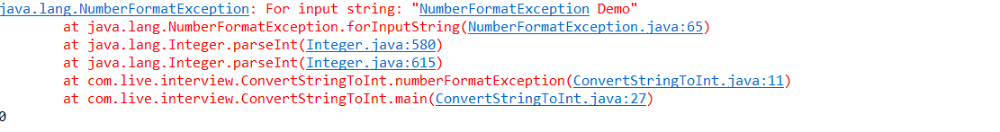 java.lang.NumberFormatException: For input string: "NumberFormatException Demo"
at java.lang.NumberFormatException.forInputString(NumberFormatException.java:65)
at java.lang.Integer.parseInt(Integer.java:580)
at java.lang.Integer.parseInt(Integer.java:615)
at com.live.interview.ConvertStringToInt.numberFormatException(ConvertStringToInt.java:11)
at com.live.interview.ConvertStringToInt.main(ConvertStringToInt.java:27)
0